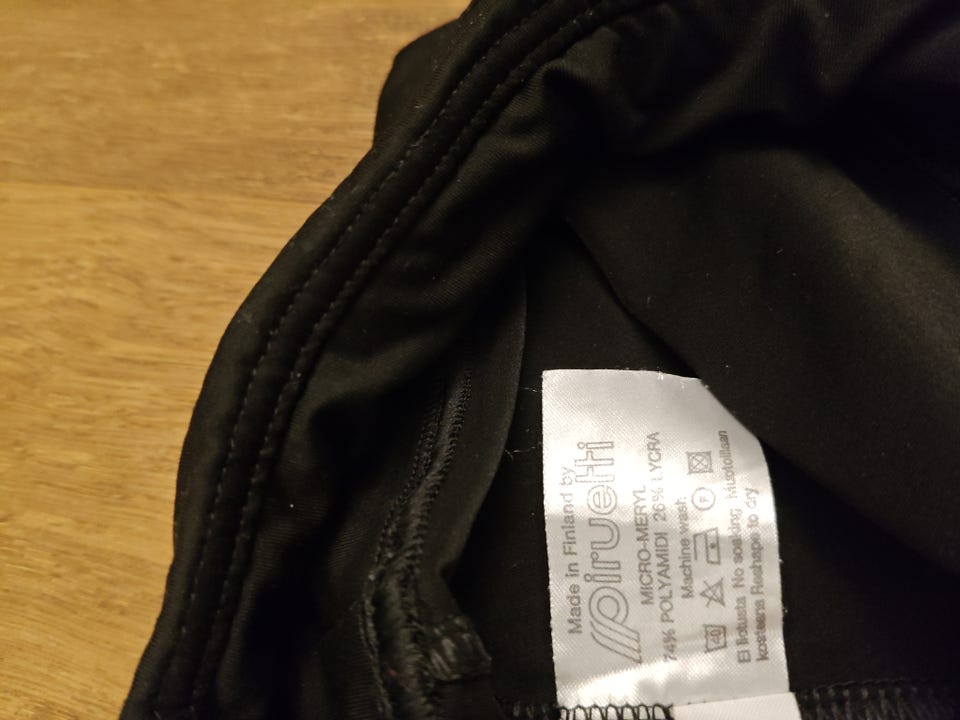 Made in Finland by
piruetti
MICRO-MERYL
74% POLYAMIDI 26% LYCRA
Machine wash
40 P
Ei liotusta No soaking Muotoillaan
kosteana Reshape to dry